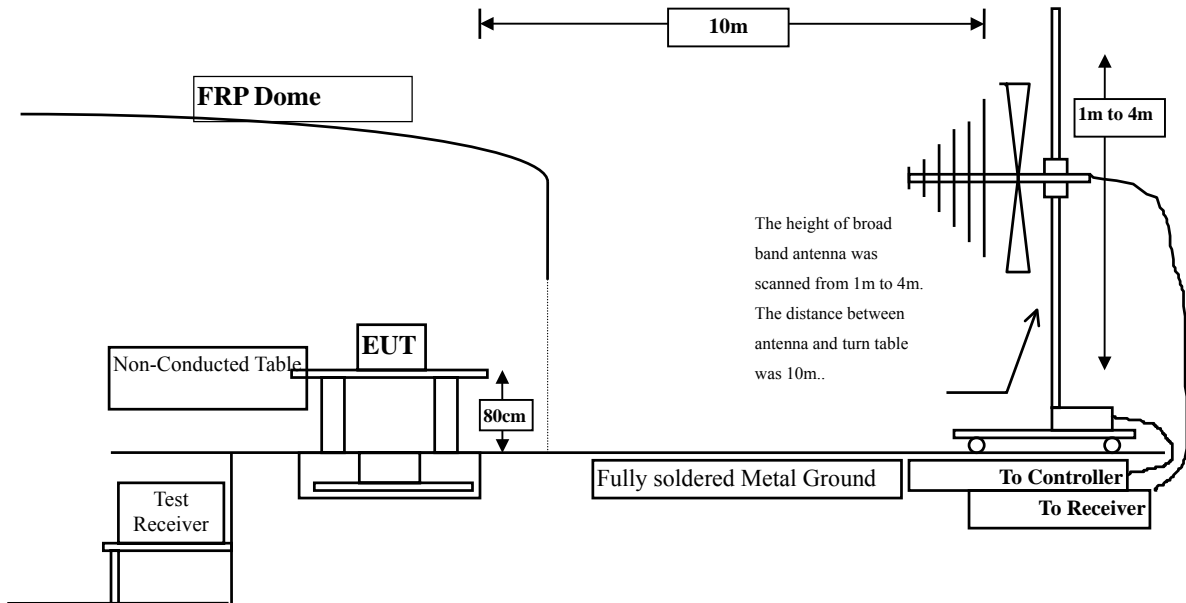 10m
FRP Dome
1m to 4m
The height of broad
band antenna was
scanned from 1m to 4m.
The distance between
antenna and turn table
was 10m..
EUT
Non-Conducted Table
80cm
Fully soldered Metal Ground
To Controller
To Receiver
Test
Receiver